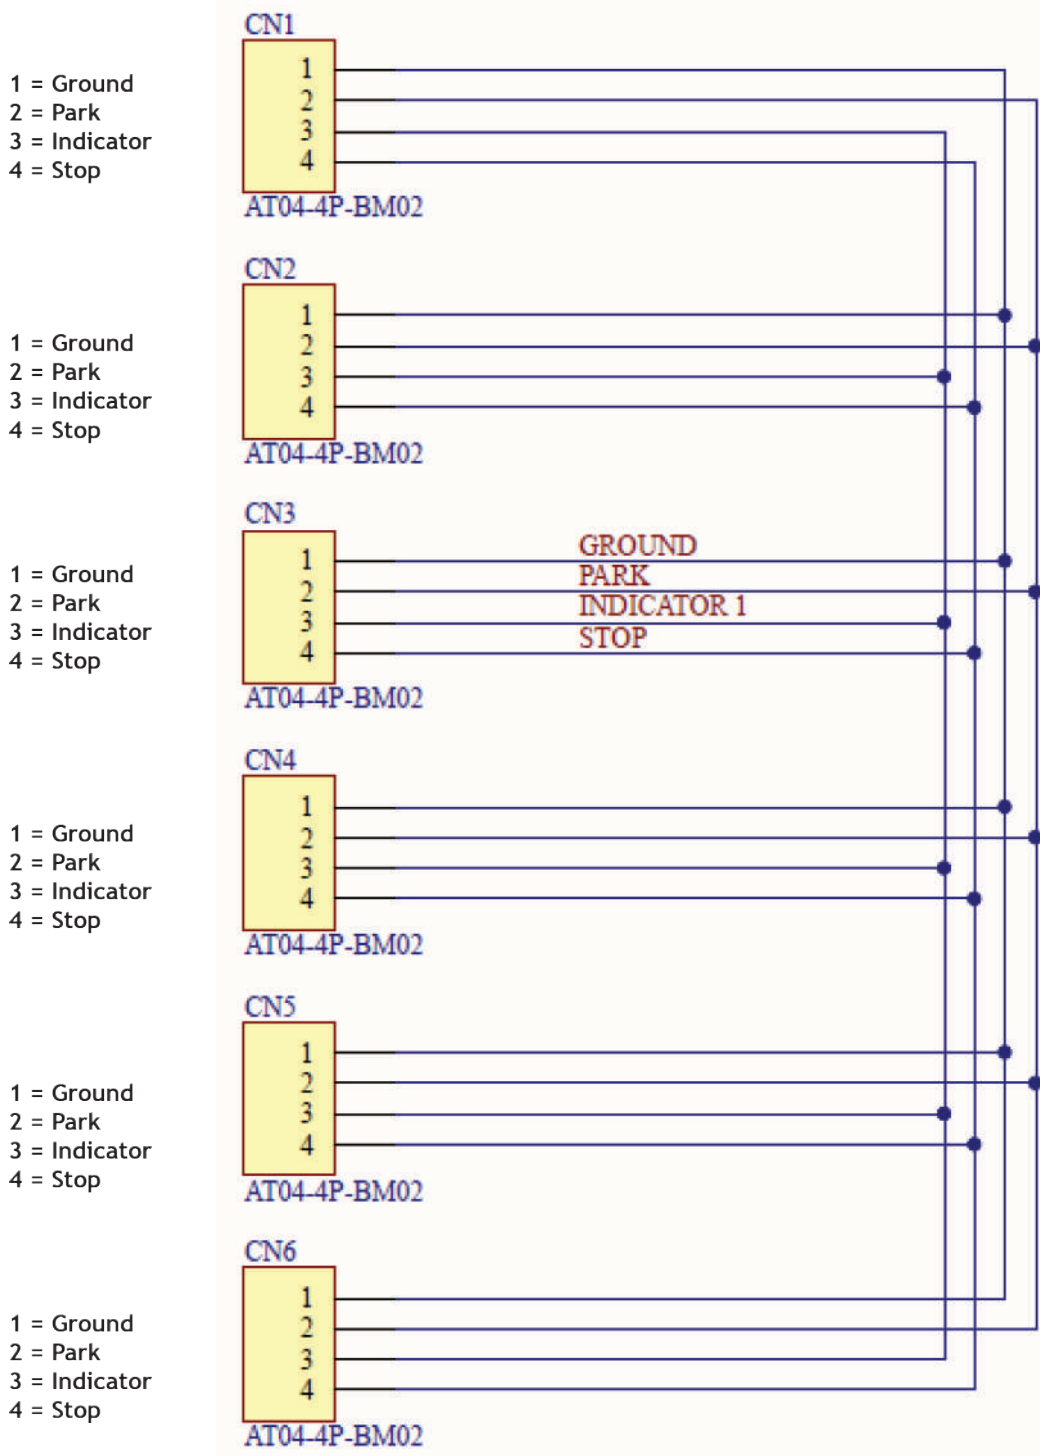 CN1
1 = Ground
2 = Park
3 = Indicator
4 = Stop
1
2
3
4
AT04-4P-BM02
CN2
1 = Ground
2 = Park
3 = Indicator
4 = Stop
1
2
3
4
AT04-4P-BM02
CN3
1 = Ground
2 = Park
3 = Indicator
4 = Stop
1
2
3
4
GROUND
PARK
INDICATOR 1
STOP
AT04-4P-BM02
CN4
1 = Ground
2 = Park
3 = Indicator
4 = Stop
1
2
3
4
AT04-4P-BM02
CN5
1 = Ground
2 = Park
3 = Indicator
4 = Stop
1
2
3
4
AT04-4P-BM02
CN6
1 = Ground
2 = Park
3 = Indicator
4 = Stop
1
2
3
4
AT04-4P-BM02